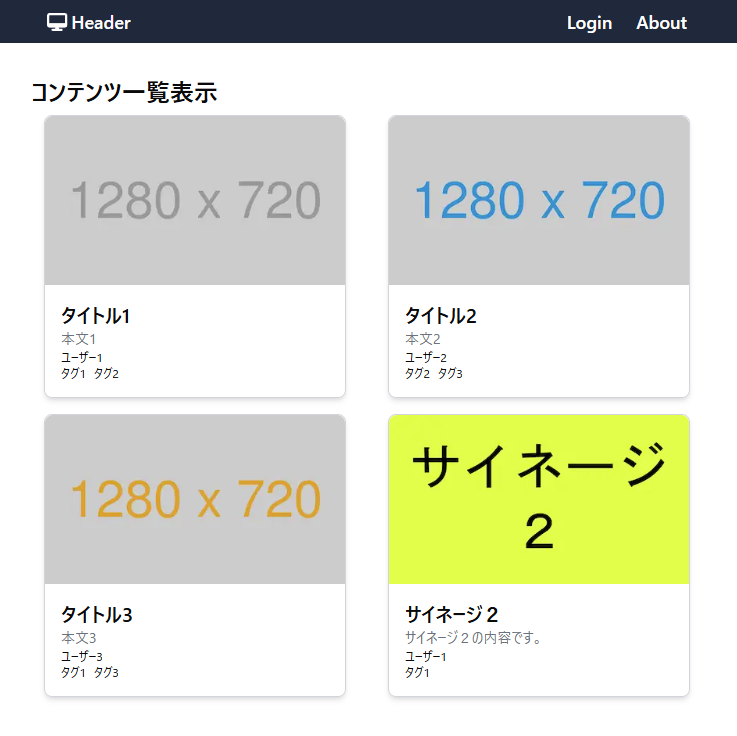 Header
Login About
コンテンツ一覧表示
1280 x 720
タイトル1
本文1
ユーザー1
タグ1 タグ2
1280 x 720
タイトル2
本文2
ユーザー2
タグ2 タグ3
1280 x 720
タイトル3
本文3
ユーザー3
タグ1 タグ3
サイネージ
2
サイネージ２
サイネージ２の内容です。
ユーザー1
タグ1